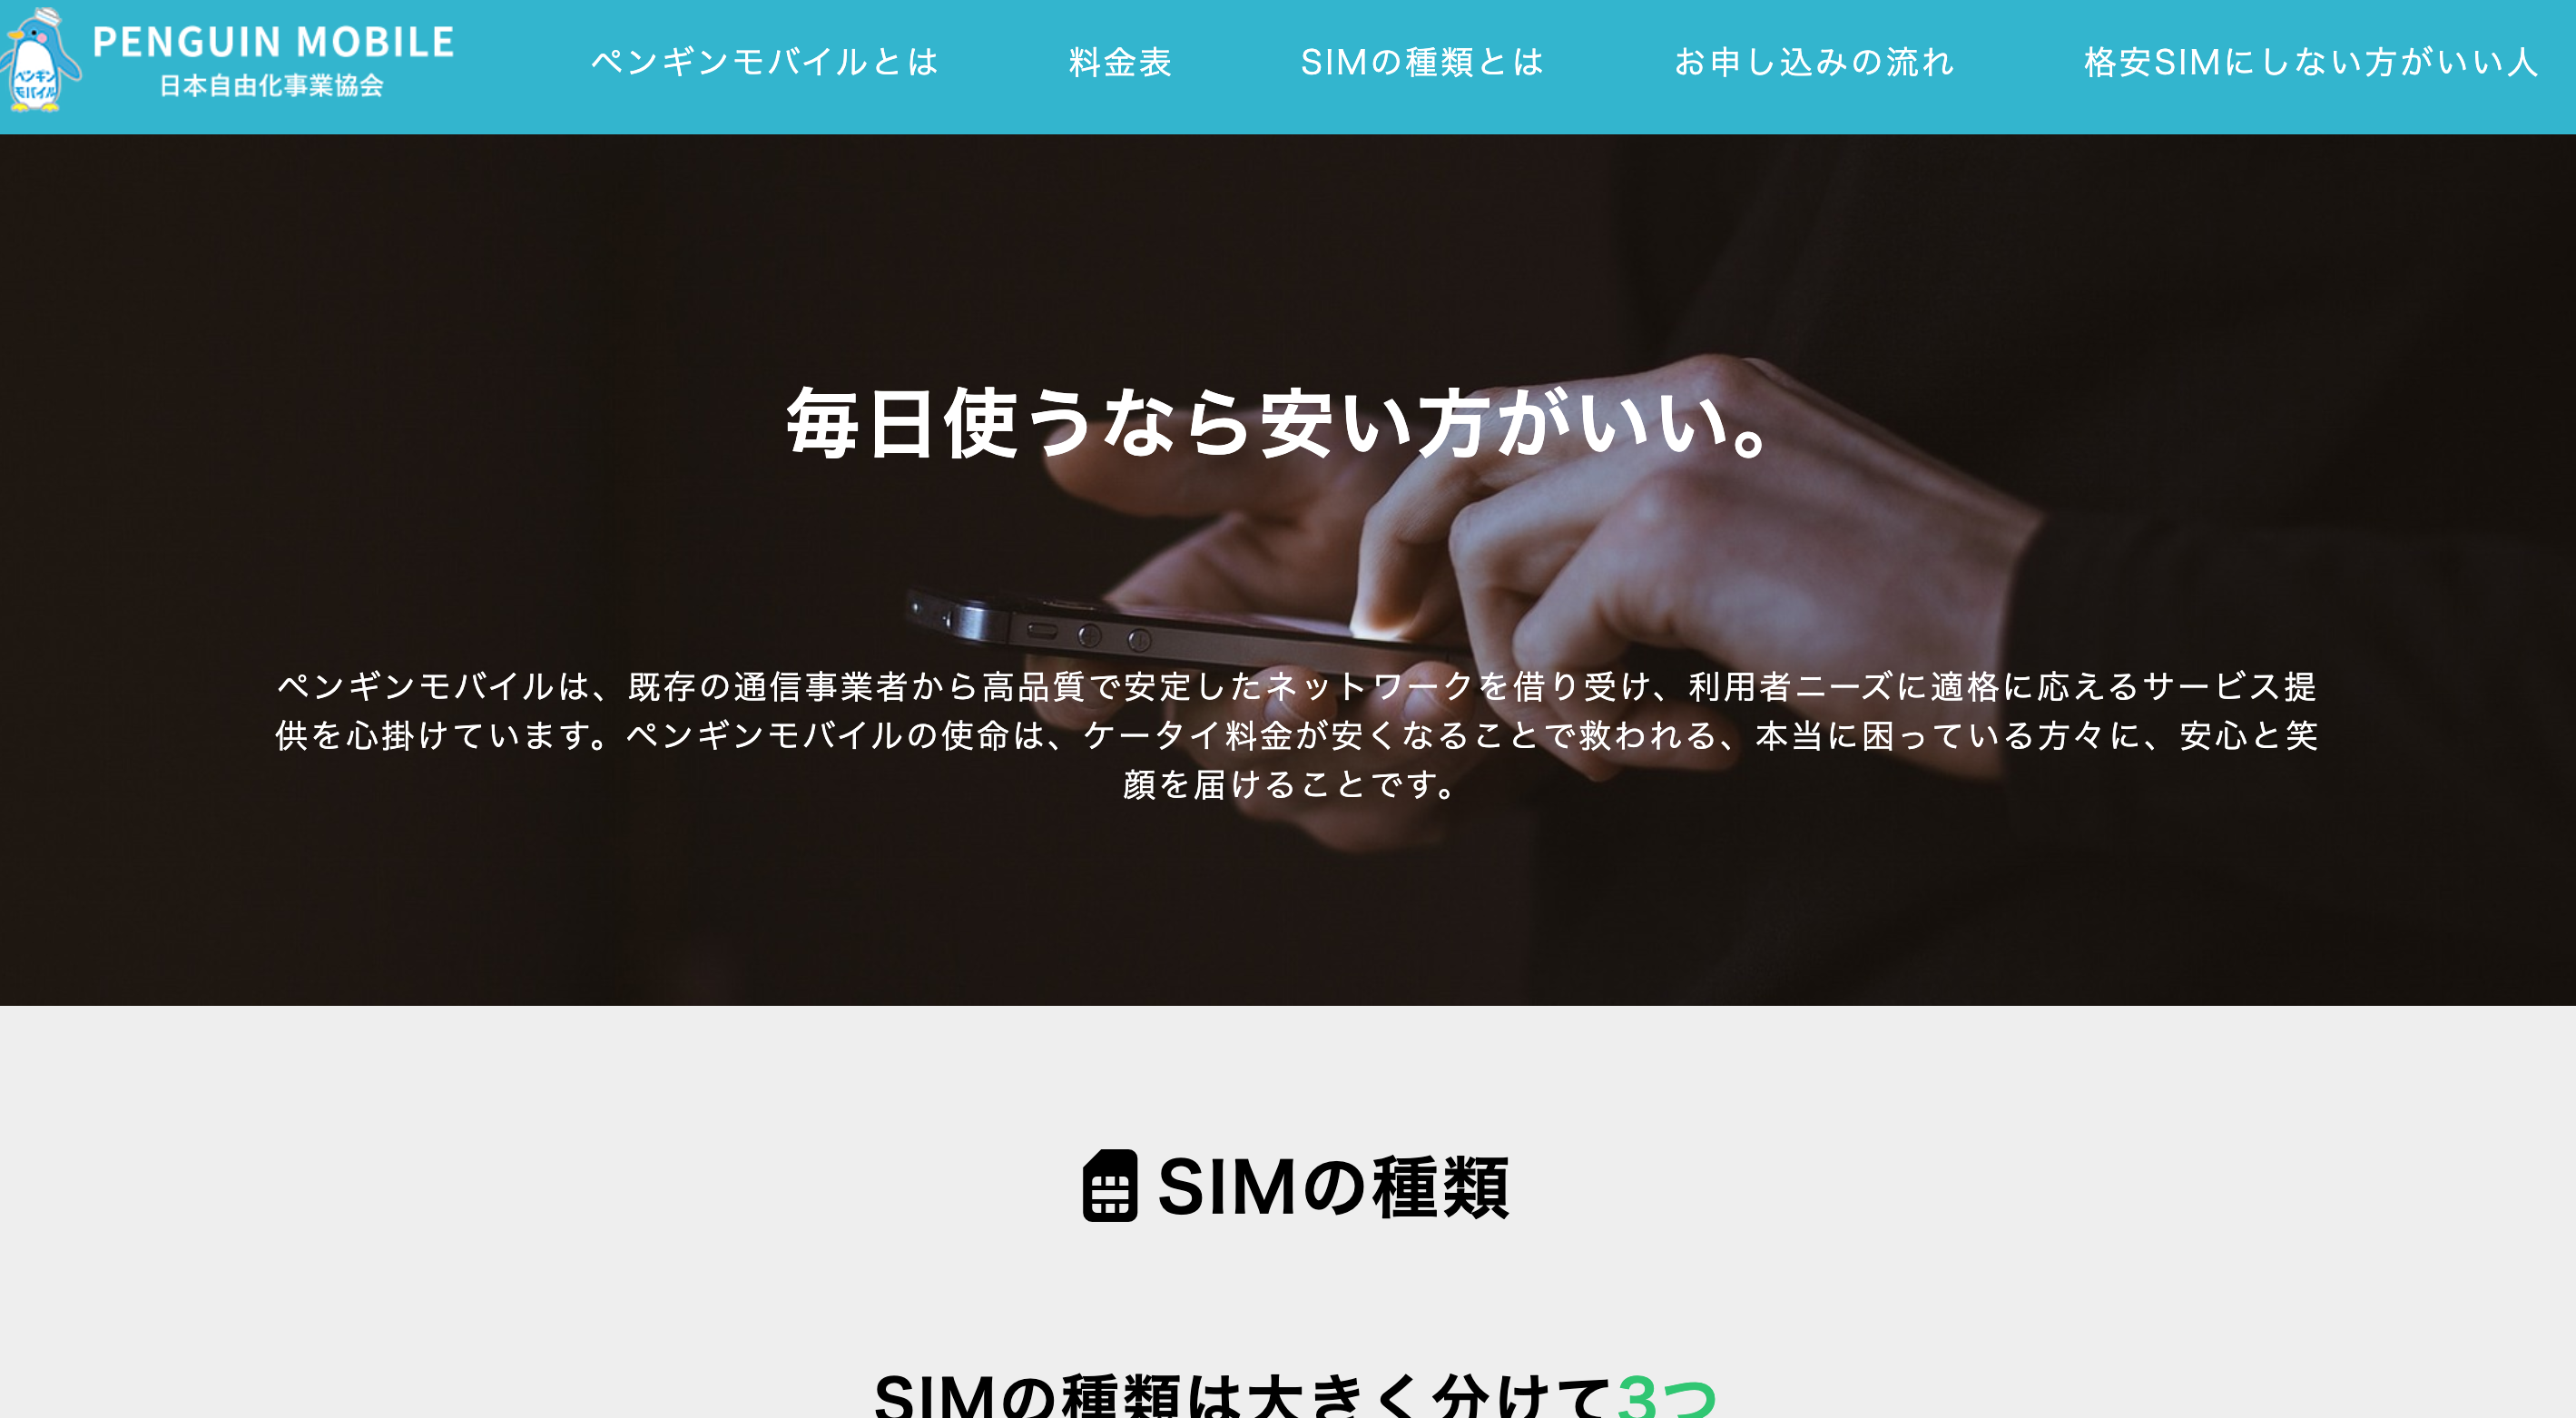 PENGUIN MOBILE
日本自由化事業協会
ペンギン
モバイル
ペンギンモバイルとは
料金表
SIMの種類とは
お申し込みの流れ
格安SIMにしない方がいい人
毎日使うなら安い方がいい。
ペンギンモバイルは、既存の通信事業者から高品質で安定したネットワークを借り受け、利用者ニーズに適格に応えるサービス提
供を心掛けています。ペンギンモバイルの使命は、ケータイ料金が安くなることで救われる、本当に困っている方々に、安心と笑
顔を届けることです。
SIMの種類
SIMの種類は大きく分けて3つ